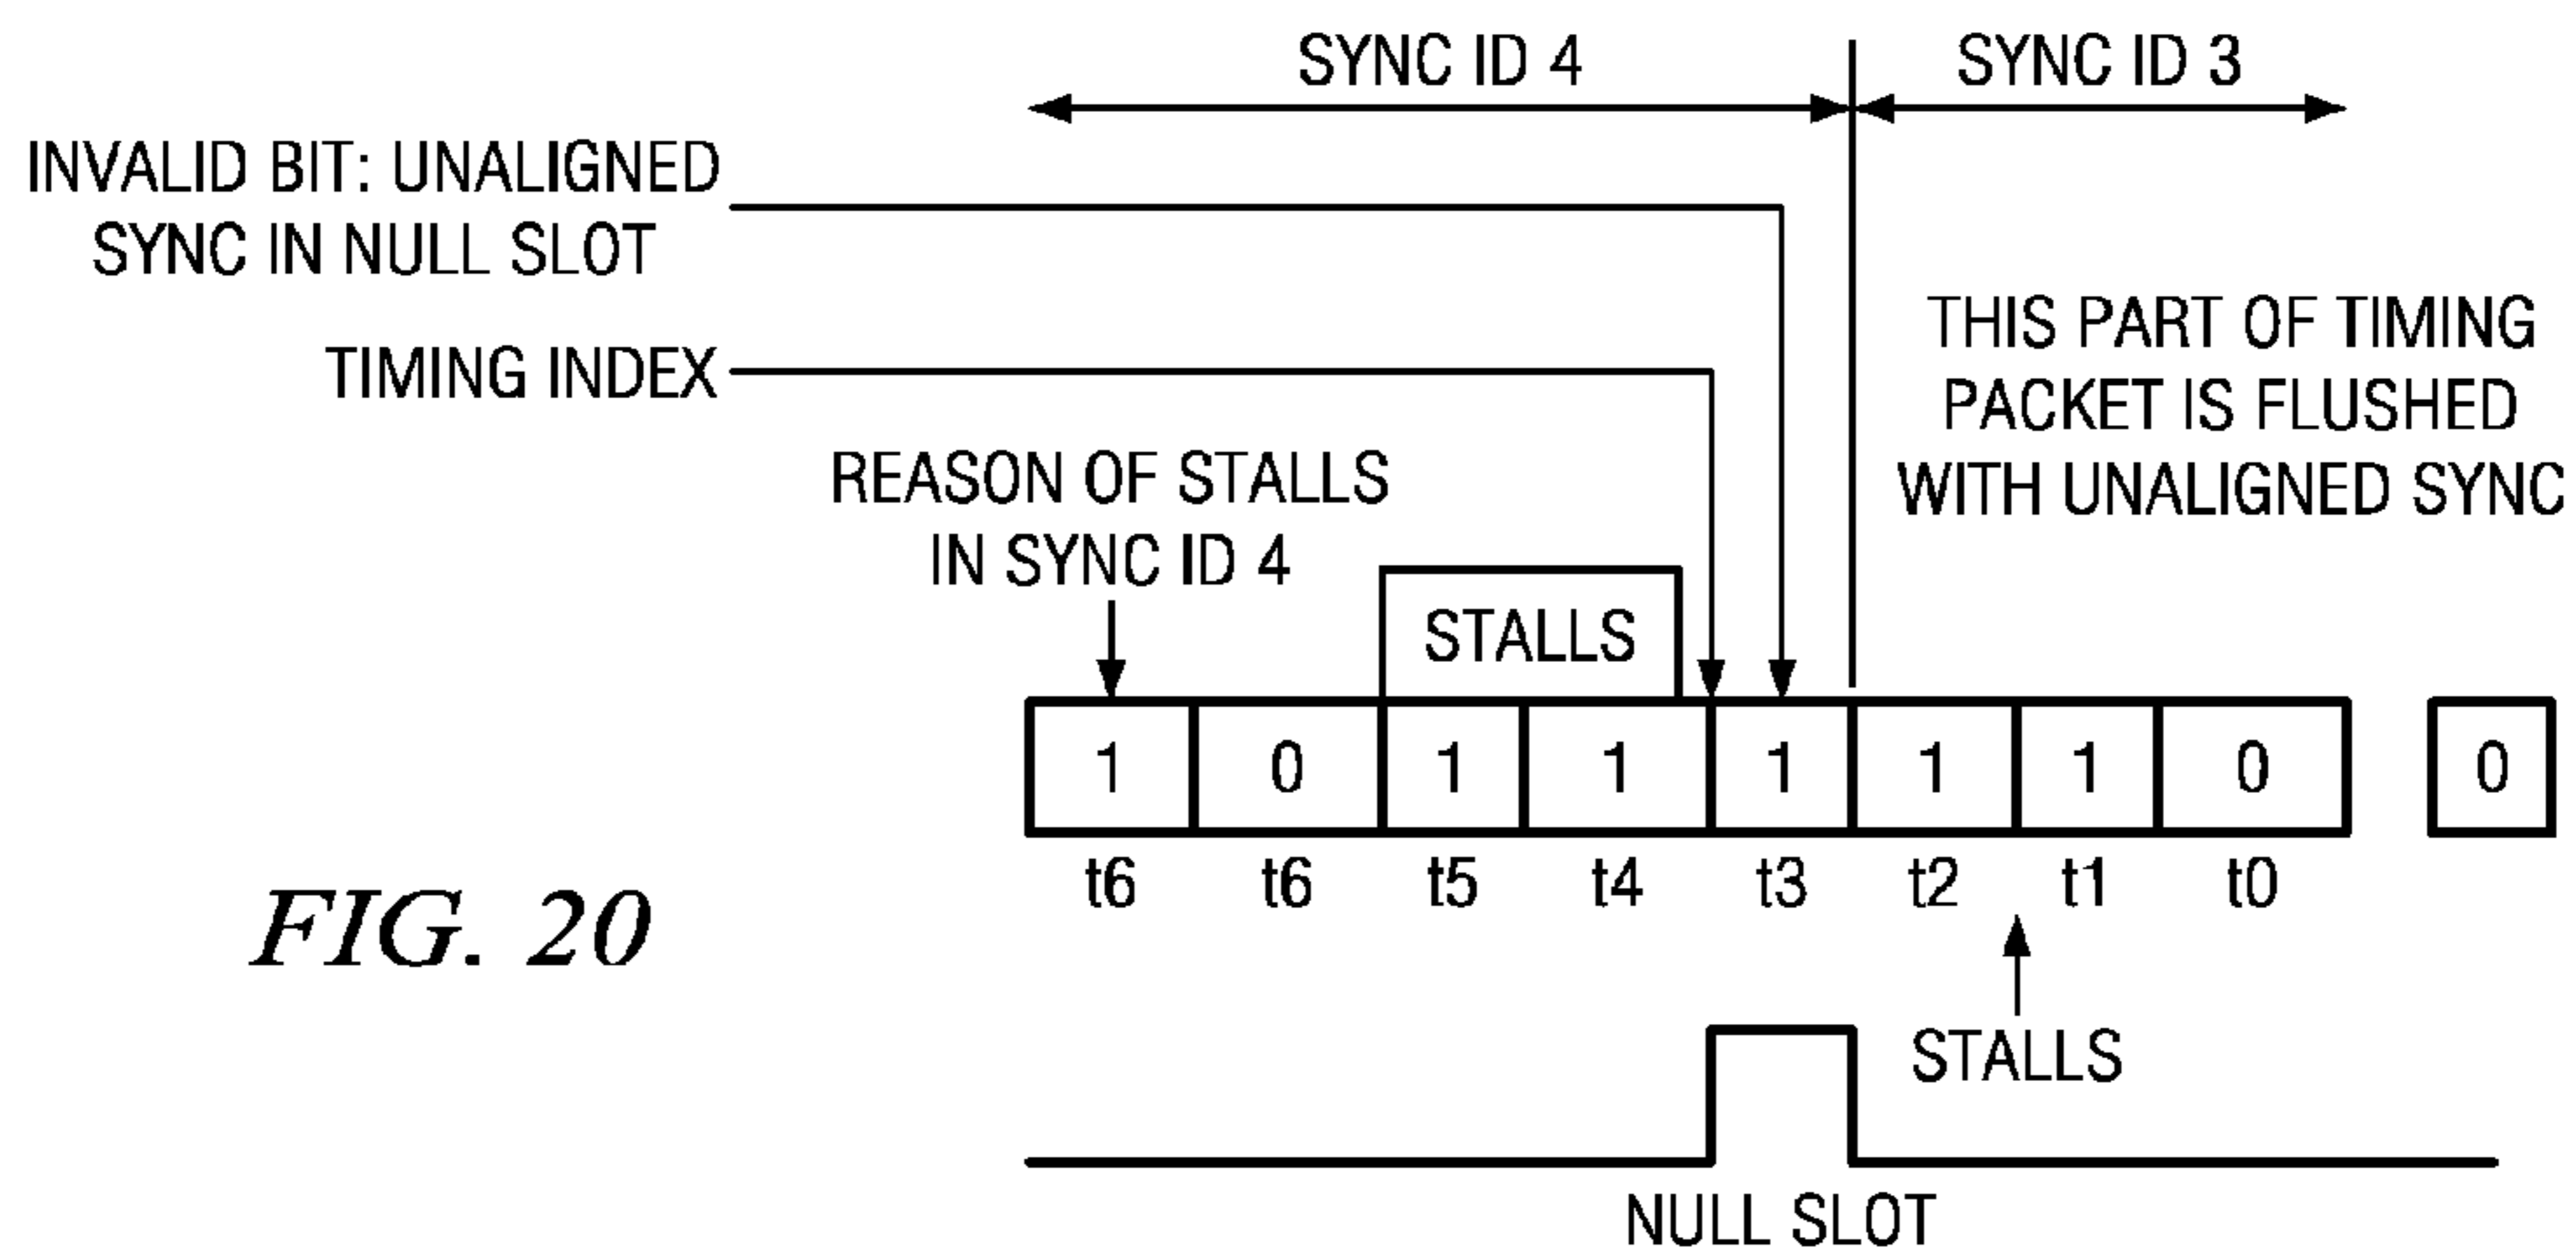 SYNC ID 4 SYNC ID 3
INVALID BIT: UNALIGNED
SYNC IN NULL SLOT
TIMING INDEX
THIS PART OF TIMING
PACKET IS FLUSHED
WITH UNALIGNED SYNC
REASON OF STALLS
IN SYNC ID 4
STALLS
1 0 1 1 1 1 1 0 0
t6 t6 t5 t4 t3 t2 t1 t0
FIG. 20
STALLS
NULL SLOT